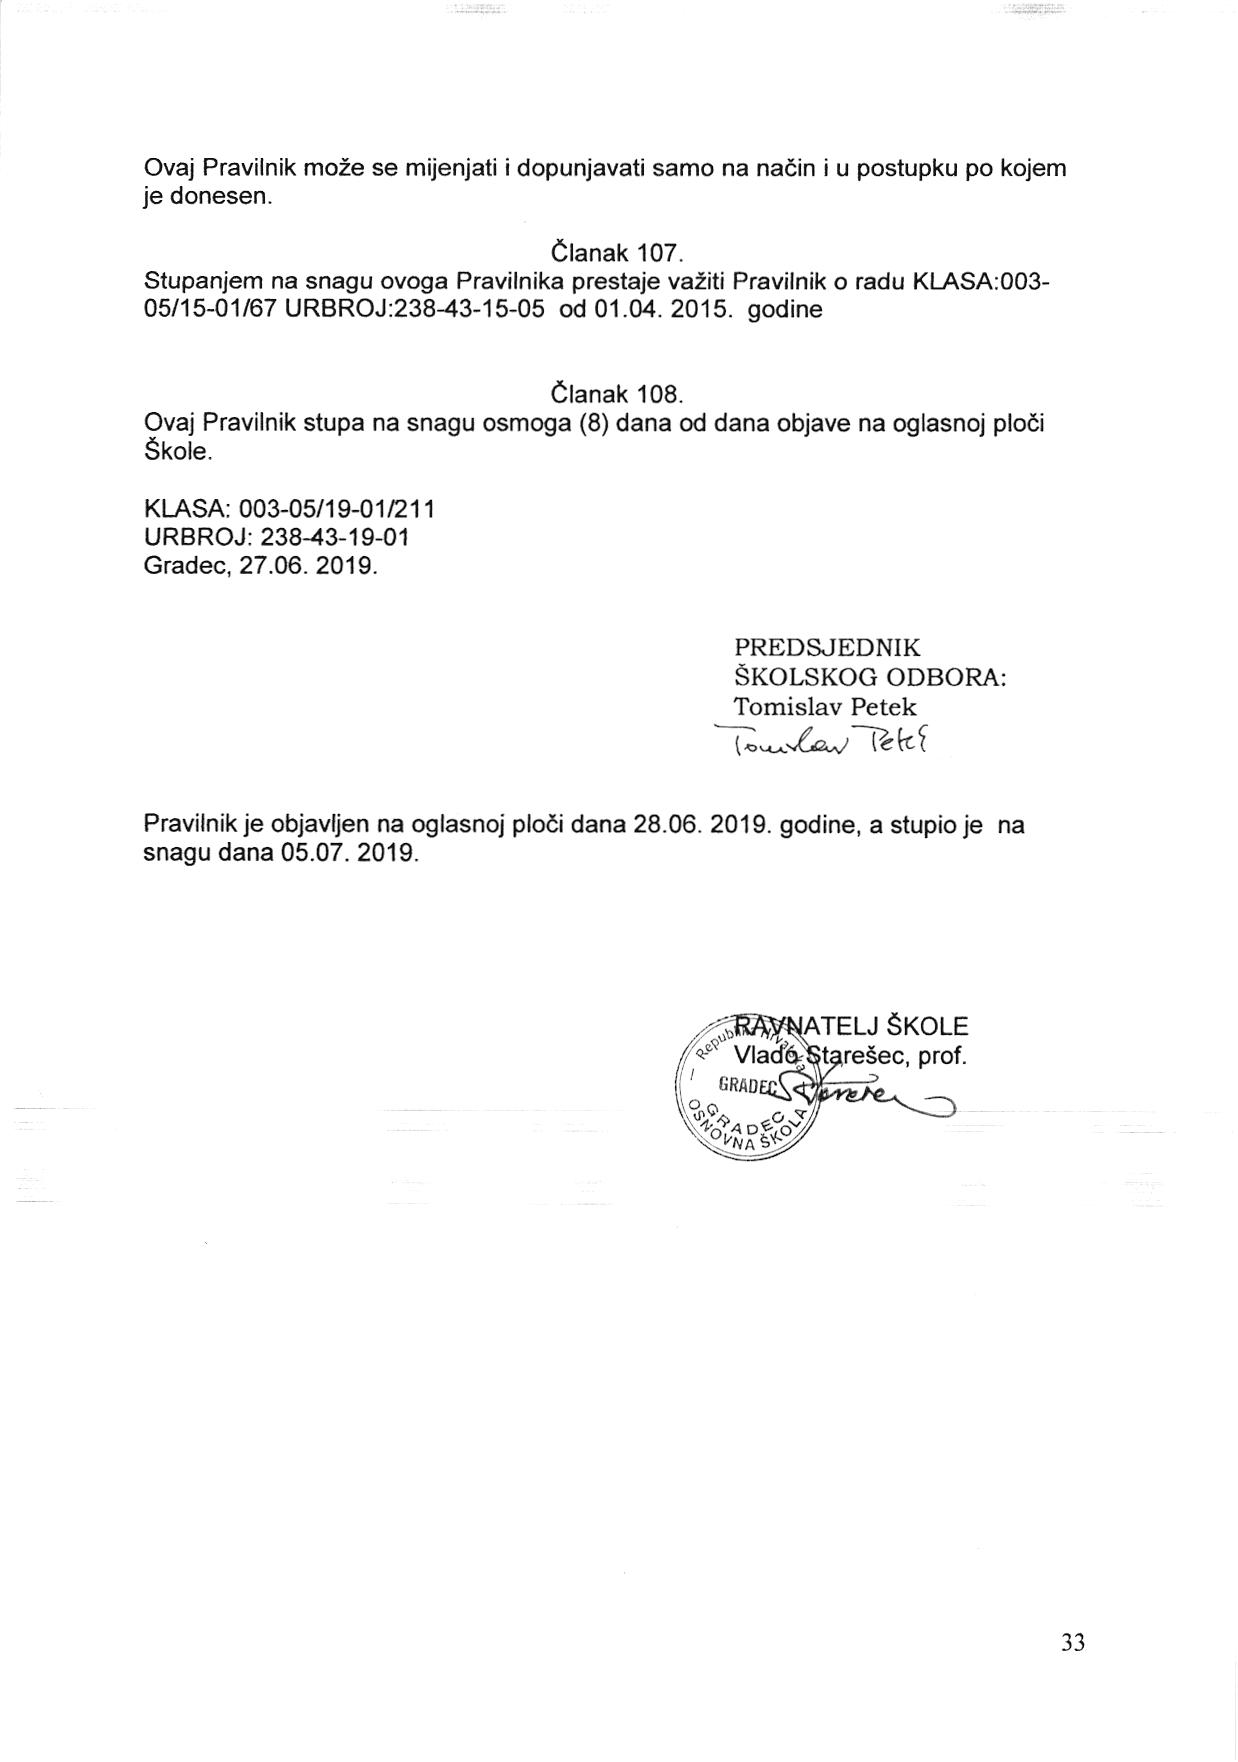 Ovaj Pravilnik može se mijenjati i dopunjavati samo na način i u postupku po kojem
je donesen.
Članak 107.
Stupanjem na snagu ovoga Pravilnika prestaje važiti Pravilnik o radu KLASA:003-
05/15-01/67 URBROJ:238-43-15-05 od 01.04. 2015. godine
Članak 108.
Ovaj Pravilnik stupa na snagu osmoga (8) dana od dana objave na oglasnoj ploči
Škole.
KLASA: 003-05/19-01/211
URBROJ: 238-43-19-01
Gradec, 27.06. 2019.
PREDSJEDNIK
ŠKOLSKOG ODBORA:
Tomislav Petek
Tomislav Petek
Pravilnik je objavljen na oglasnoj ploči dana 28.06. 2019. godine, a stupio je na
snagu dana 05.07. 2019.
RAVNATELJ ŠKOLE
Vlado Starešec, prof.
Republika Hrvatska
GRADEC
GRADEC
OSNOVNA ŠKOLA
33